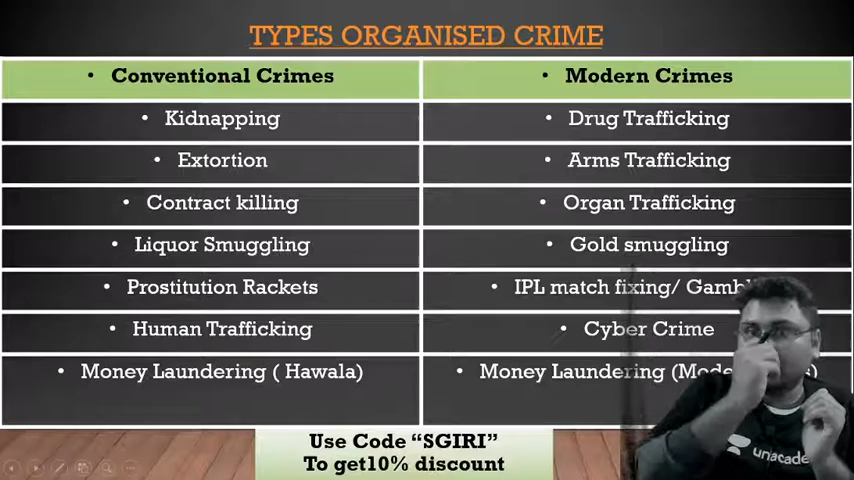 TYPES ORGANISED CRIME
• Conventional Crimes
• Modern Crimes
• Kidnapping
• Drug Trafficking
• Extortion
• Arms Trafficking
• Contract killing
• Organ Trafficking
• Liquor Smuggling
• Gold smuggling
• Prostitution Rackets
• IPL match fixing/
• Human Trafficking
• Cyber Crime
• Money Laundering ( Hawala)
• Money Laundering
Use Code “SGIRI”
To get10% discount